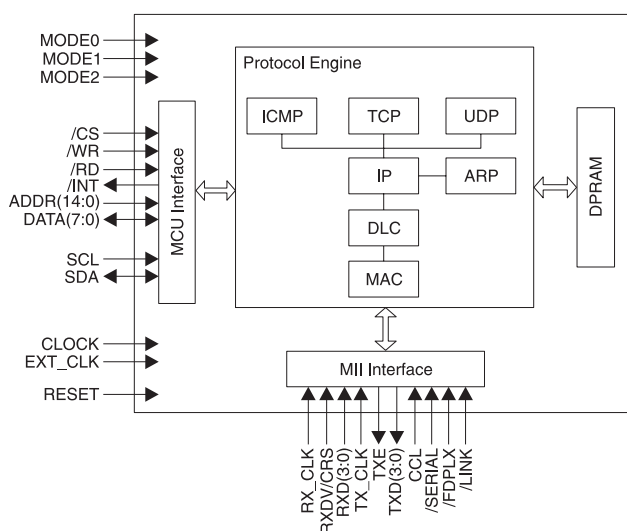 MODE0
MODE1
MODE2
Protocol Engine
ICMP
TCP
UDP
IP
ARP
DLC
MAC
/CS
/WR
/RD
/INT
ADDR(14:0)
DATA(7:0)
SCL
SDA
MCU Interface
DPRAM
CLOCK
EXT_CLK
RESET
MII Interface
RX_CLK
RXDV/CRS
RXD(3:0)
TX_CLK
TXE
TXD(3:0)
CCL
/SERIAL
/FDPLX
/LINK